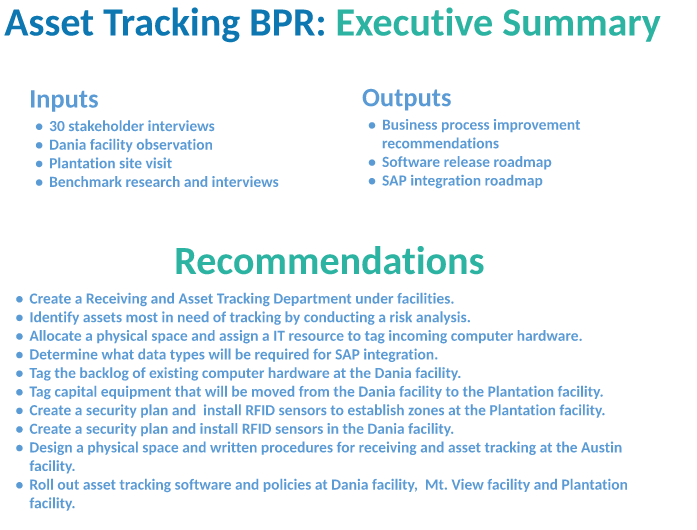 Asset Tracking BPR: Executive Summary
Inputs
● 30 stakeholder interviews
● Dania facility observation
● Plantation site visit
● Benchmark research and interviews
Outputs
● Business process improvement
recommendations
● Software release roadmap
● SAP integration roadmap
Recommendations
● Create a Receiving and Asset Tracking Department under facilities.
● Identify assets most in need of tracking by conducting a risk analysis.
● Allocate a physical space and assign a IT resource to tag incoming computer hardware.
● Determine what data types will be required for SAP integration.
● Tag the backlog of existing computer hardware at the Dania facility.
● Tag capital equipment that will be moved from the Dania facility to the Plantation facility.
● Create a security plan and  install RFID sensors to establish zones at the Plantation facility.
● Create a security plan and install RFID sensors in the Dania facility.
● Design a physical space and written procedures for receiving and asset tracking at the Austin
facility.
● Roll out asset tracking software and policies at Dania facility,  Mt. View facility and Plantation
facility.